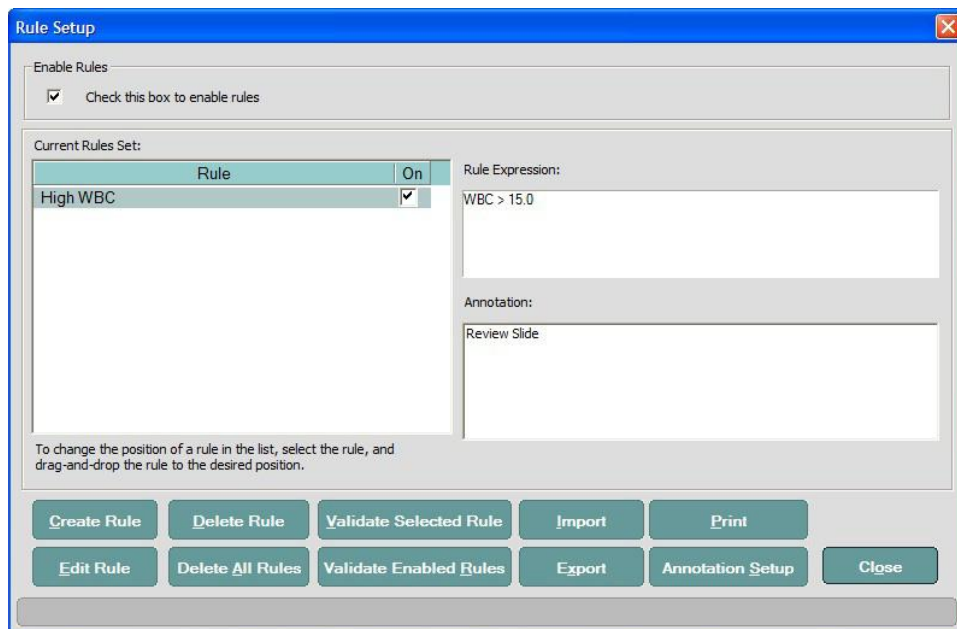 Rule Setup
Enable Rules
Check this box to enable rules
Current Rules Set:
Rule On
High WBC
To change the position of a rule in the list, select the rule, and
drag-and-drop the rule to the desired position.
Rule Expression:
WBC > 15.0
Annotation:
Review Slide
Create Rule Delete Rule Validate Selected Rule Import Print
Edit Rule Delete All Rules Validate Enabled Rules Export Annotation Setup Close